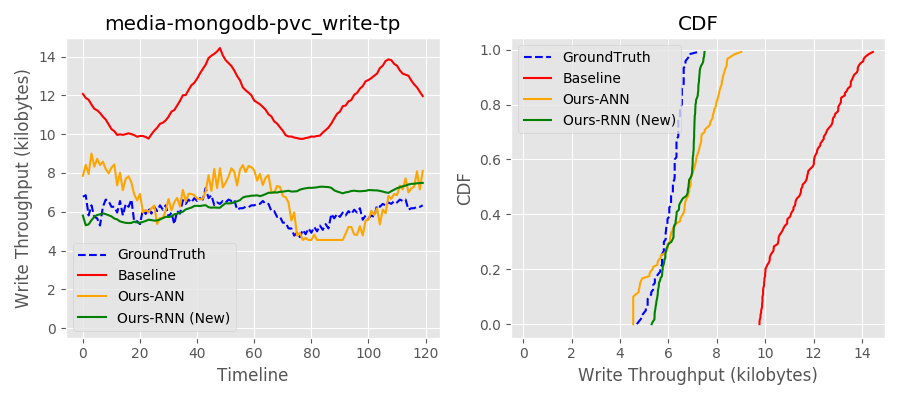 media-mongodb-pvc_write-tp
Write Throughput (kilobytes)
14
12
10
8
6
4
2
0
GroundTruth
Baseline
Ours-ANN
Ours-RNN (New)
0 20 40 60 80 100 120
Timeline
CDF
CDF
1.0
0.8
0.6
0.4
0.2
0.0
GroundTruth
Baseline
Ours-ANN
Ours-RNN (New)
0 2 4 6 8 10 12 14
Write Throughput (kilobytes)